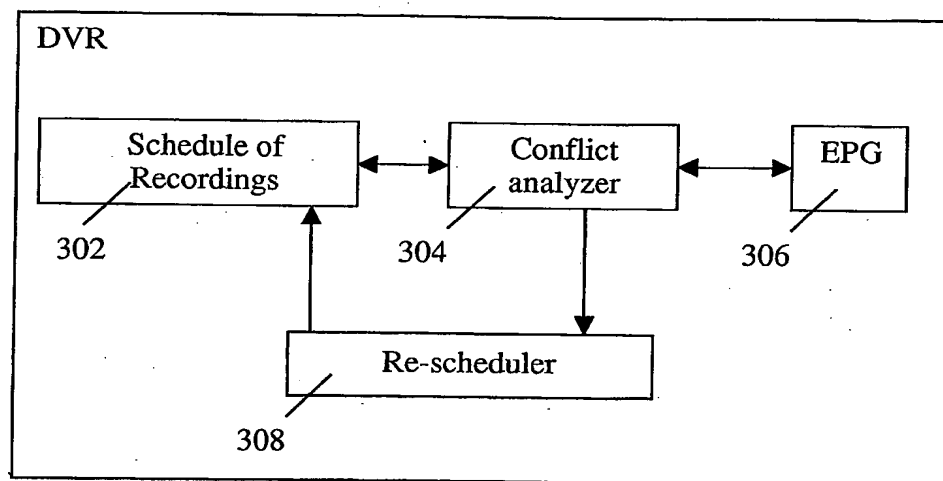 DVR
Schedule of
Recordings
Conflict
analyzer
EPG
302
304
306
Re-scheduler
308